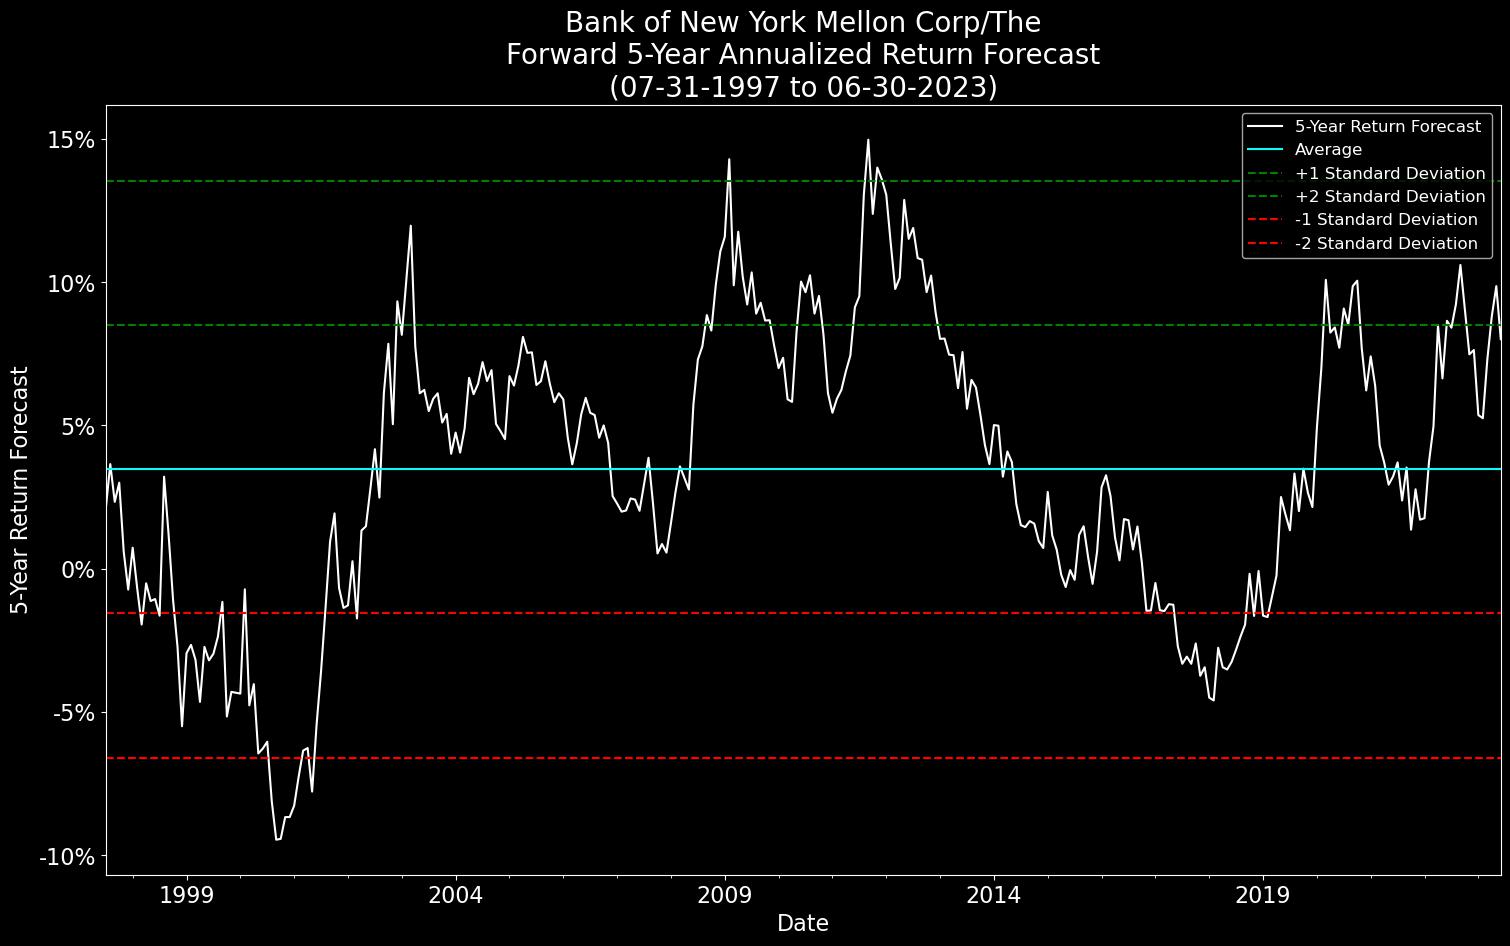 Bank of New York Mellon Corp/The
Forward 5-Year Annualized Return Forecast
(07-31-1997 to 06-30-2023)
5-Year Return Forecast
15%
10%
5%
0%
-5%
-10%
5-Year Return Forecast
Average
+1 Standard Deviation
+2 Standard Deviation
-1 Standard Deviation
-2 Standard Deviation
1999
2004
2009
2014
2019
Date